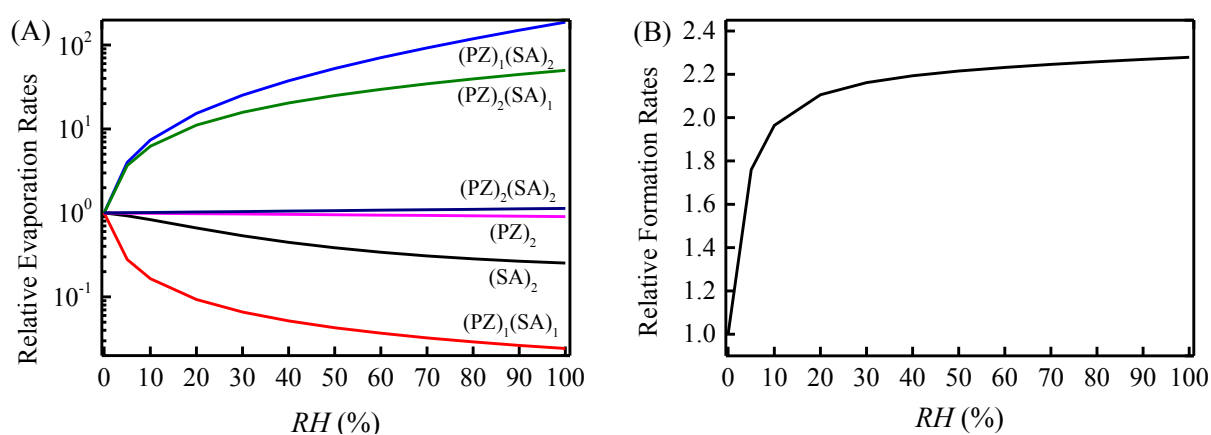 (A)
Relative Evaporation Rates
10²
10¹
10⁰
10⁻¹
(PZ)₁(SA)₂
(PZ)₂(SA)₁
(PZ)₂(SA)₂
(PZ)₂
(SA)₂
(PZ)₁(SA)₁
0 10 20 30 40 50 60 70 80 90 100
RH (%)
(B)
Relative Formation Rates
2.4
2.2
2.0
1.8
1.6
1.4
1.2
1.0
0 10 20 30 40 50 60 70 80 90 100
RH (%)